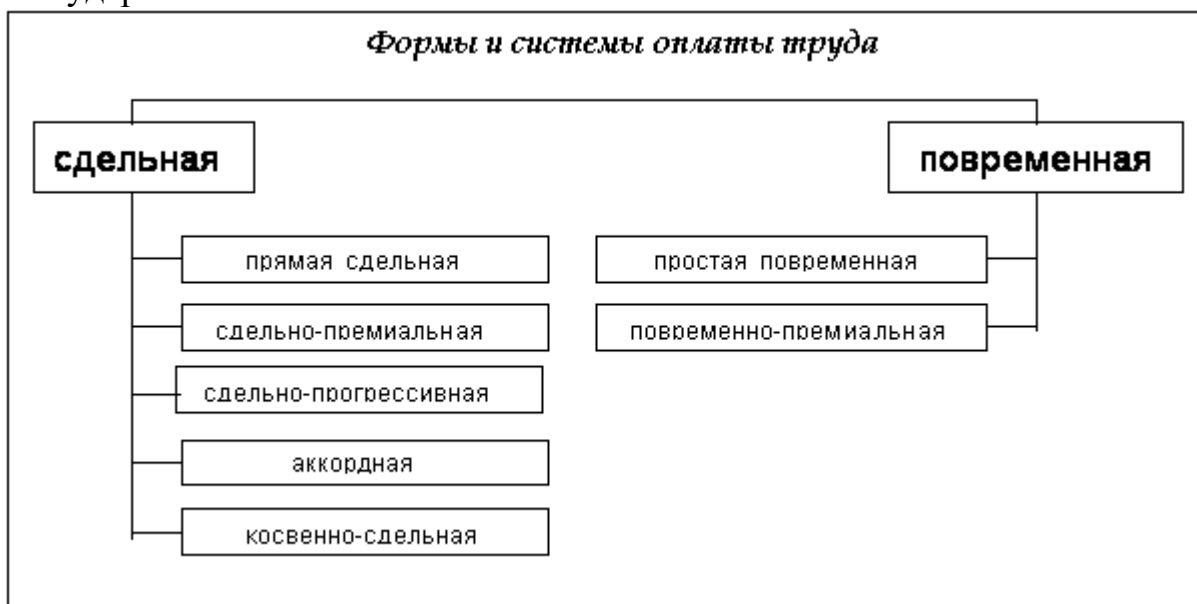 Формы и системы оплаты труда
сдельная
повременная
прямая сдельная
простая повременная
сдельно-премиальная
повременно-премиальная
сдельно-прогрессивная
аккордная
косвенно-сдельная